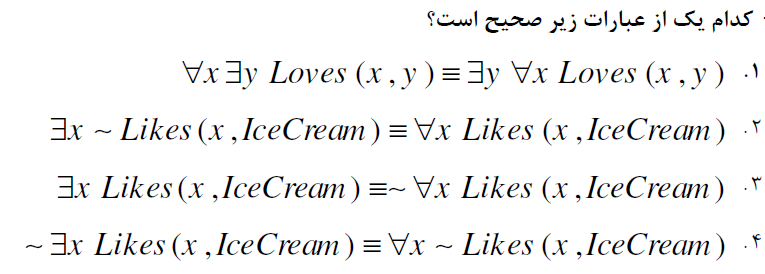 کدام یک از عبارات زیر صحیح است؟
۱. ∀x ∃y Loves (x , y ) ≡ ∃y ∀x Loves (x , y )
۲. ∃x ~ Likes (x , IceCream ) ≡ ∀x Likes (x , IceCream )
۳. ∃x Likes (x , IceCream ) ≡~ ∀x Likes (x , IceCream )
۴. ~ ∃x Likes (x , IceCream ) ≡ ∀x ~ Likes (x , IceCream )